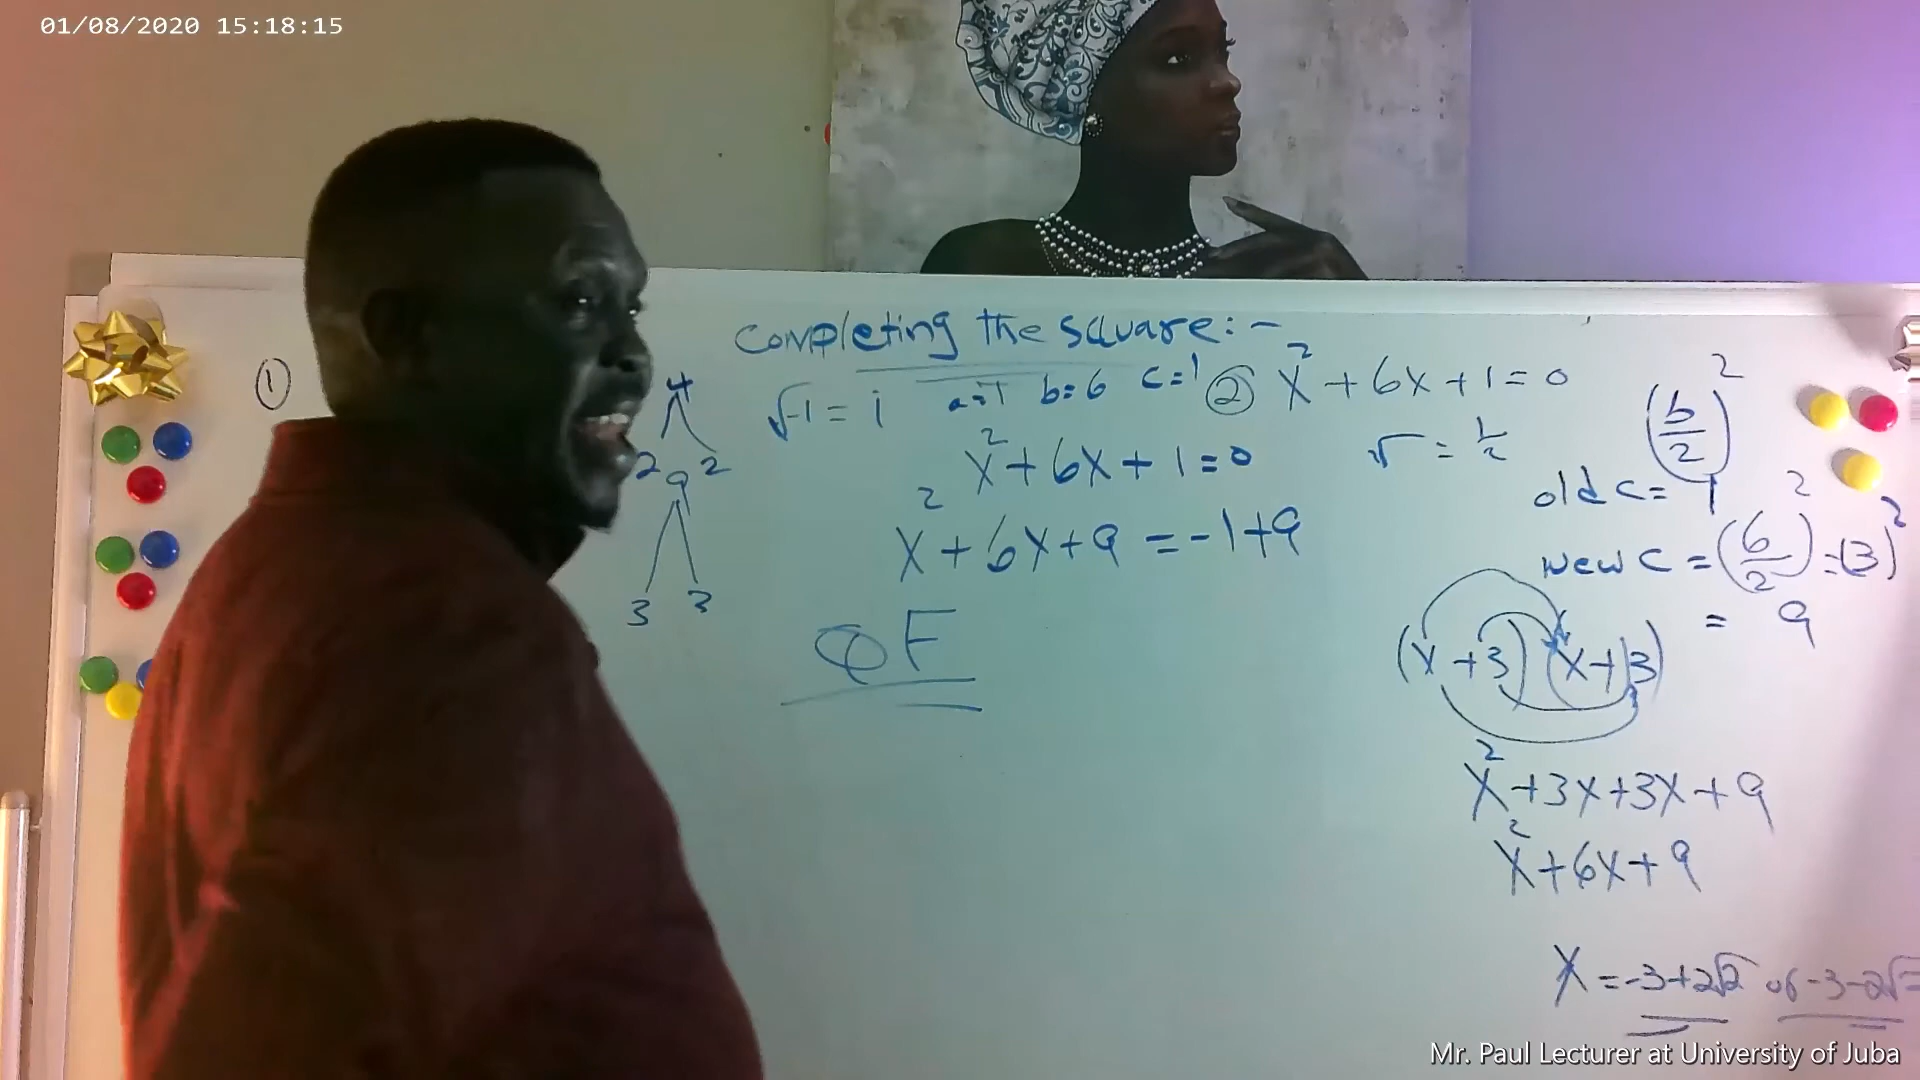 01/08/2020 15:18:15
Completing the square:-
①
4
2 2
9
3 3
√-1 = i
a=1 b=6 c=1
② x² + 6x + 1 = 0
x² + 6x + 1 = 0
x² + 6x + 9 = -1+9
QF
√ = ½
(b/2)²
old c = 1
New c = (6/2)² = (3)²
= 9
(x + 3) (x + 3)
x² + 3x + 3x + 9
x² + 6x + 9
x = -3+2√2 or -3-2√
Mr. Paul Lecturer at University of Juba